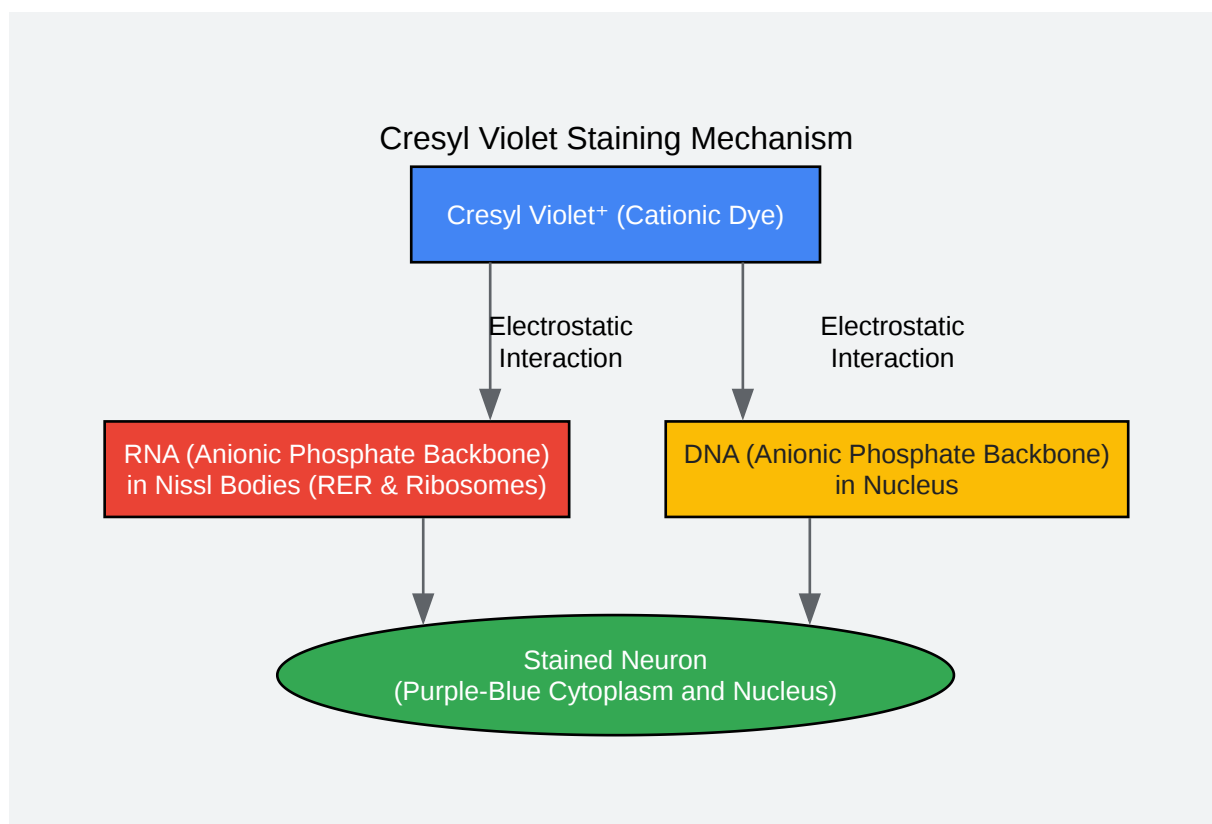 Cresyl Violet Staining Mechanism
Cresyl Violet⁺ (Cationic Dye)
Electrostatic
Interaction
Electrostatic
Interaction
RNA (Anionic Phosphate Backbone)
in Nissl Bodies (RER & Ribosomes)
DNA (Anionic Phosphate Backbone)
in Nucleus
Stained Neuron
(Purple-Blue Cytoplasm and Nucleus)